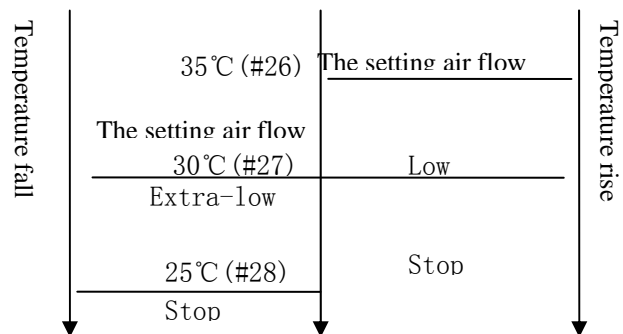 Temperature fall
35℃(#26)
The setting air flow
Temperature rise
The setting air flow
30℃(#27)
Low
Extra-low
25℃(#28)
Stop
Stop